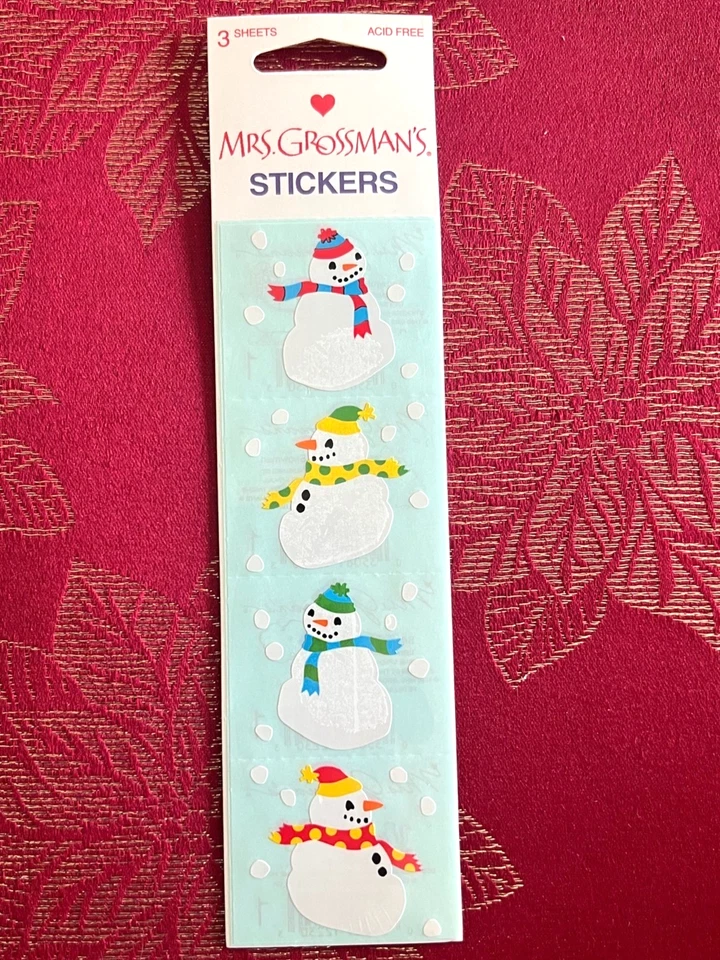 3 SHEETS
ACID FREE
MRS. GROSSMAN'S®
STICKERS